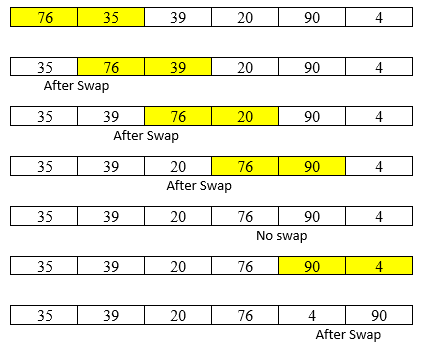 76 35 39 20 90 4
35 76 39 20 90 4
After Swap
35 39 76 20 90 4
After Swap
35 39 20 76 90 4
After Swap
35 39 20 76 90 4
No swap
35 39 20 76 90 4
35 39 20 76 4 90
After Swap